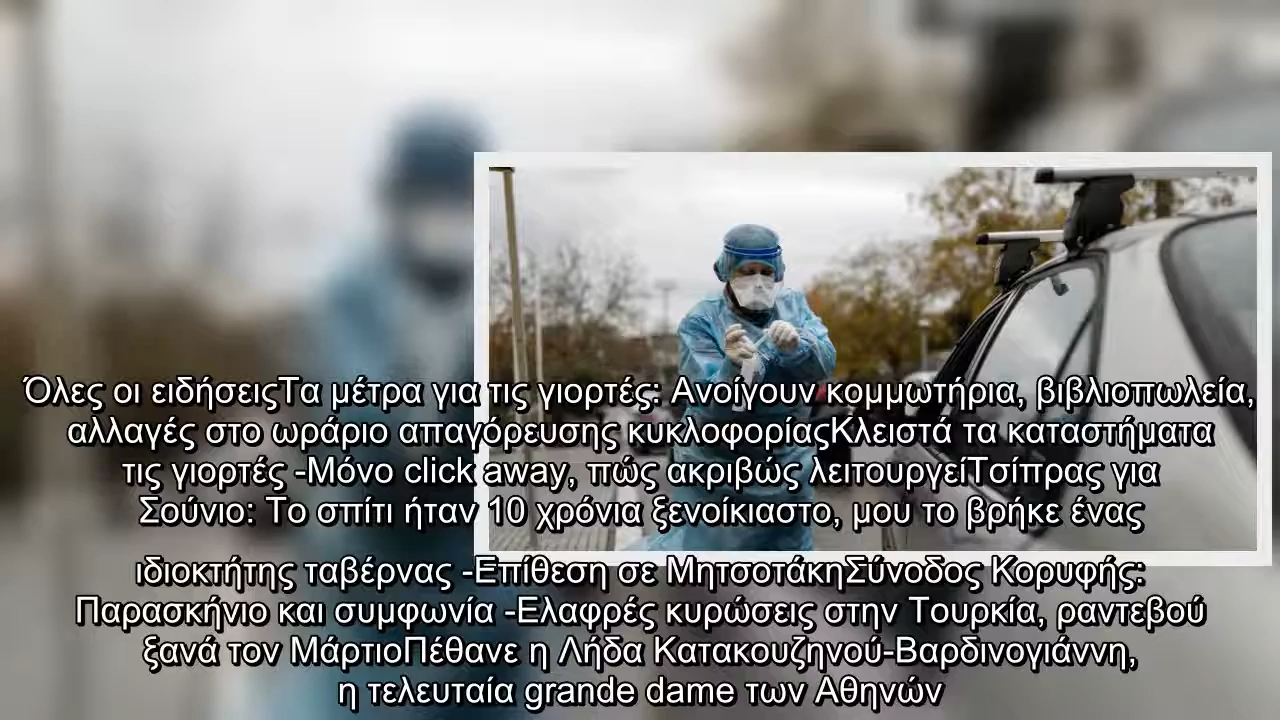 Όλες οι ειδήσειςΤα μέτρα για τις γιορτές: Ανοίγουν κομμωτήρια, βιβλιοπωλεία,
αλλαγές στο ωράριο απαγόρευσης κυκλοφορίαςΚλειστά τα καταστήματα
τις γιορτές -Μόνο click away, πώς ακριβώς λειτουργείΤσίπρας για
Σούνιο: Το σπίτι ήταν 10 χρόνια ξενοίκιαστο, μου το βρήκε ένας
ιδιοκτήτης ταβέρνας -Επίθεση σε ΜητσοτάκηΣύνοδος Κορυφής:
Παρασκήνιο και συμφωνία -Ελαφρές κυρώσεις στην Τουρκία, ραντεβού
ξανά τον ΜάρτιοΠέθανε η Λήδα Κατακουζηνού-Βαρδινογιάννη,
η τελευταία grande dame των Αθηνών